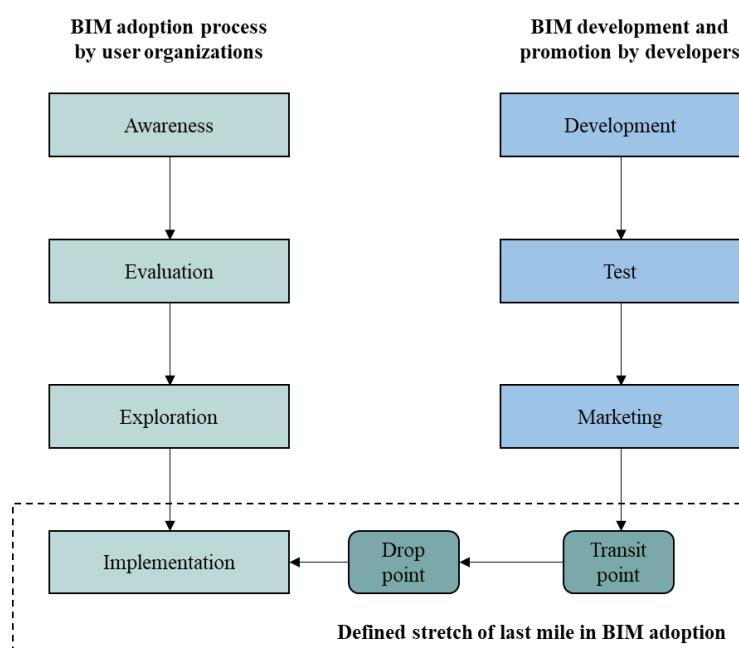 BIM adoption process
by user organizations
BIM development and
promotion by developers
Awareness
Development
Evaluation
Test
Exploration
Marketing
Implementation
Drop
point
Transit
point
Defined stretch of last mile in BIM adoption